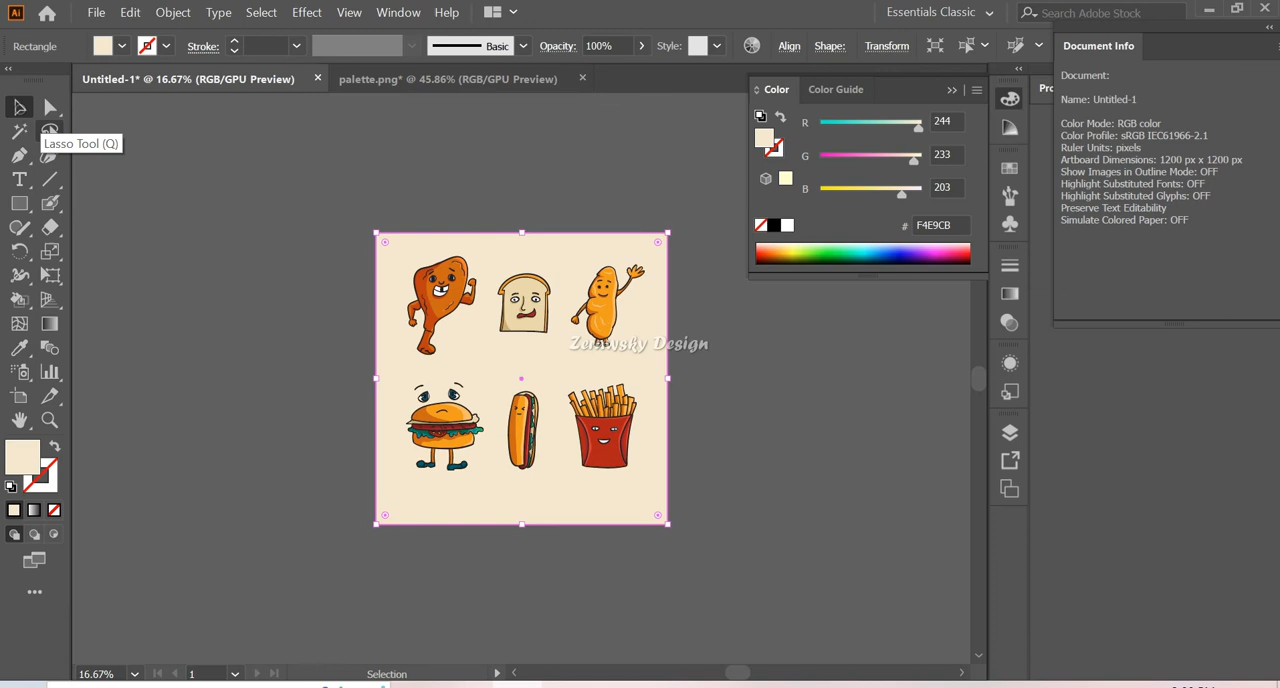 Ai File Edit Object Type Select Effect View Window Help Essentials Classic Search Adobe Stock
Rectangle Stroke: Basic Opacity: 100% Style: Align Shape: Transform
Untitled-1* @ 16.67% (RGB/GPU Preview) palette.png* @ 45.86% (RGB/GPU Preview)
Lasso Tool (Q)
Color Color Guide
R 244
G 233
B 203
# F4E9CB
Document Info
Document:
Name: Untitled-1
Color Mode: RGB color
Color Profile: sRGB IEC61966-2.1
Ruler Units: pixels
Artboard Dimensions: 1200 px x 1200 px
Show Images in Outline Mode: OFF
Highlight Substituted Fonts: OFF
Highlight Substituted Glyphs: OFF
Preserve Text Editability
Simulate Colored Paper: OFF
16.67% 1 Selection